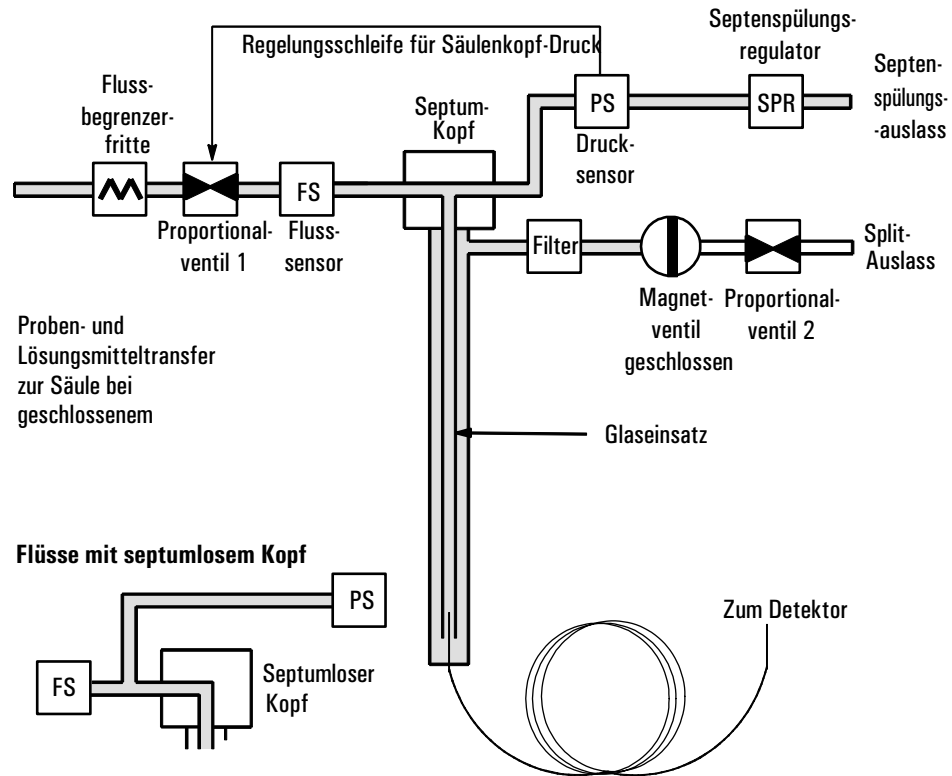 Regelungsschleife für Säulenkopf-Druck
Septenspülungs-
regulator
Septen-
spülungs-
-auslass
Fluss-
begrenzer-
fritte
Septum-
Kopf
PS
SPR
Druck-
sensor
FS
Proportional-
ventil 1
Fluss-
sensor
Filter
Split-
Auslass
Magnet-
ventil
geschlossen
Proportional-
ventil 2
Proben- und
Lösungsmitteltransfer
zur Säule bei
geschlossenem
Glaseinsatz
Flüsse mit septumlosem Kopf
PS
FS
Septumloser
Kopf
Zum Detektor